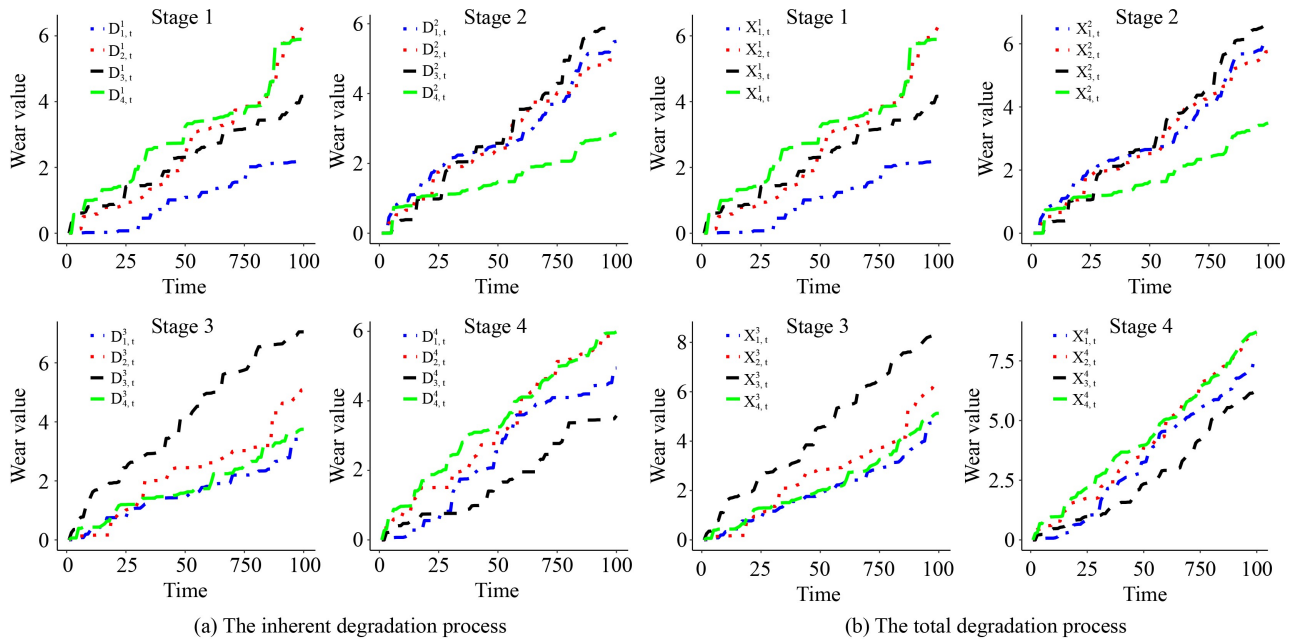 Stage 1
D¹₁, t
D¹₂, t
D¹₃, t
D¹₄, t
6
4
2
0
Wear value
0 25 50 750 100
Time
Stage 2
D²₁, t
D²₂, t
D²₃, t
D²₄, t
6
4
2
0
Wear value
0 25 50 750 100
Time
Stage 1
X¹₁, t
X¹₂, t
X¹₃, t
X¹₄, t
6
4
2
0
Wear value
0 25 50 750 100
Time
Stage 2
X²₁, t
X²₂, t
X²₃, t
X²₄, t
6
4
2
0
Wear value
0 25 50 750 100
Time
Stage 3
D³₁, t
D³₂, t
D³₃, t
D³₄, t
6
4
2
0
Wear value
0 25 50 750 100
Time
Stage 4
D⁴₁, t
D⁴₂, t
D⁴₃, t
D⁴₄, t
6
4
2
0
Wear value
0 25 50 750 100
Time
Stage 3
X³₁, t
X³₂, t
X³₃, t
X³₄, t
8
6
4
2
0
Wear value
0 25 50 750 100
Time
Stage 4
X⁴₁, t
X⁴₂, t
X⁴₃, t
X⁴₄, t
7.5
5.0
2.5
0
Wear value
0 25 50 750 100
Time
(a) The inherent degradation process
(b) The total degradation process